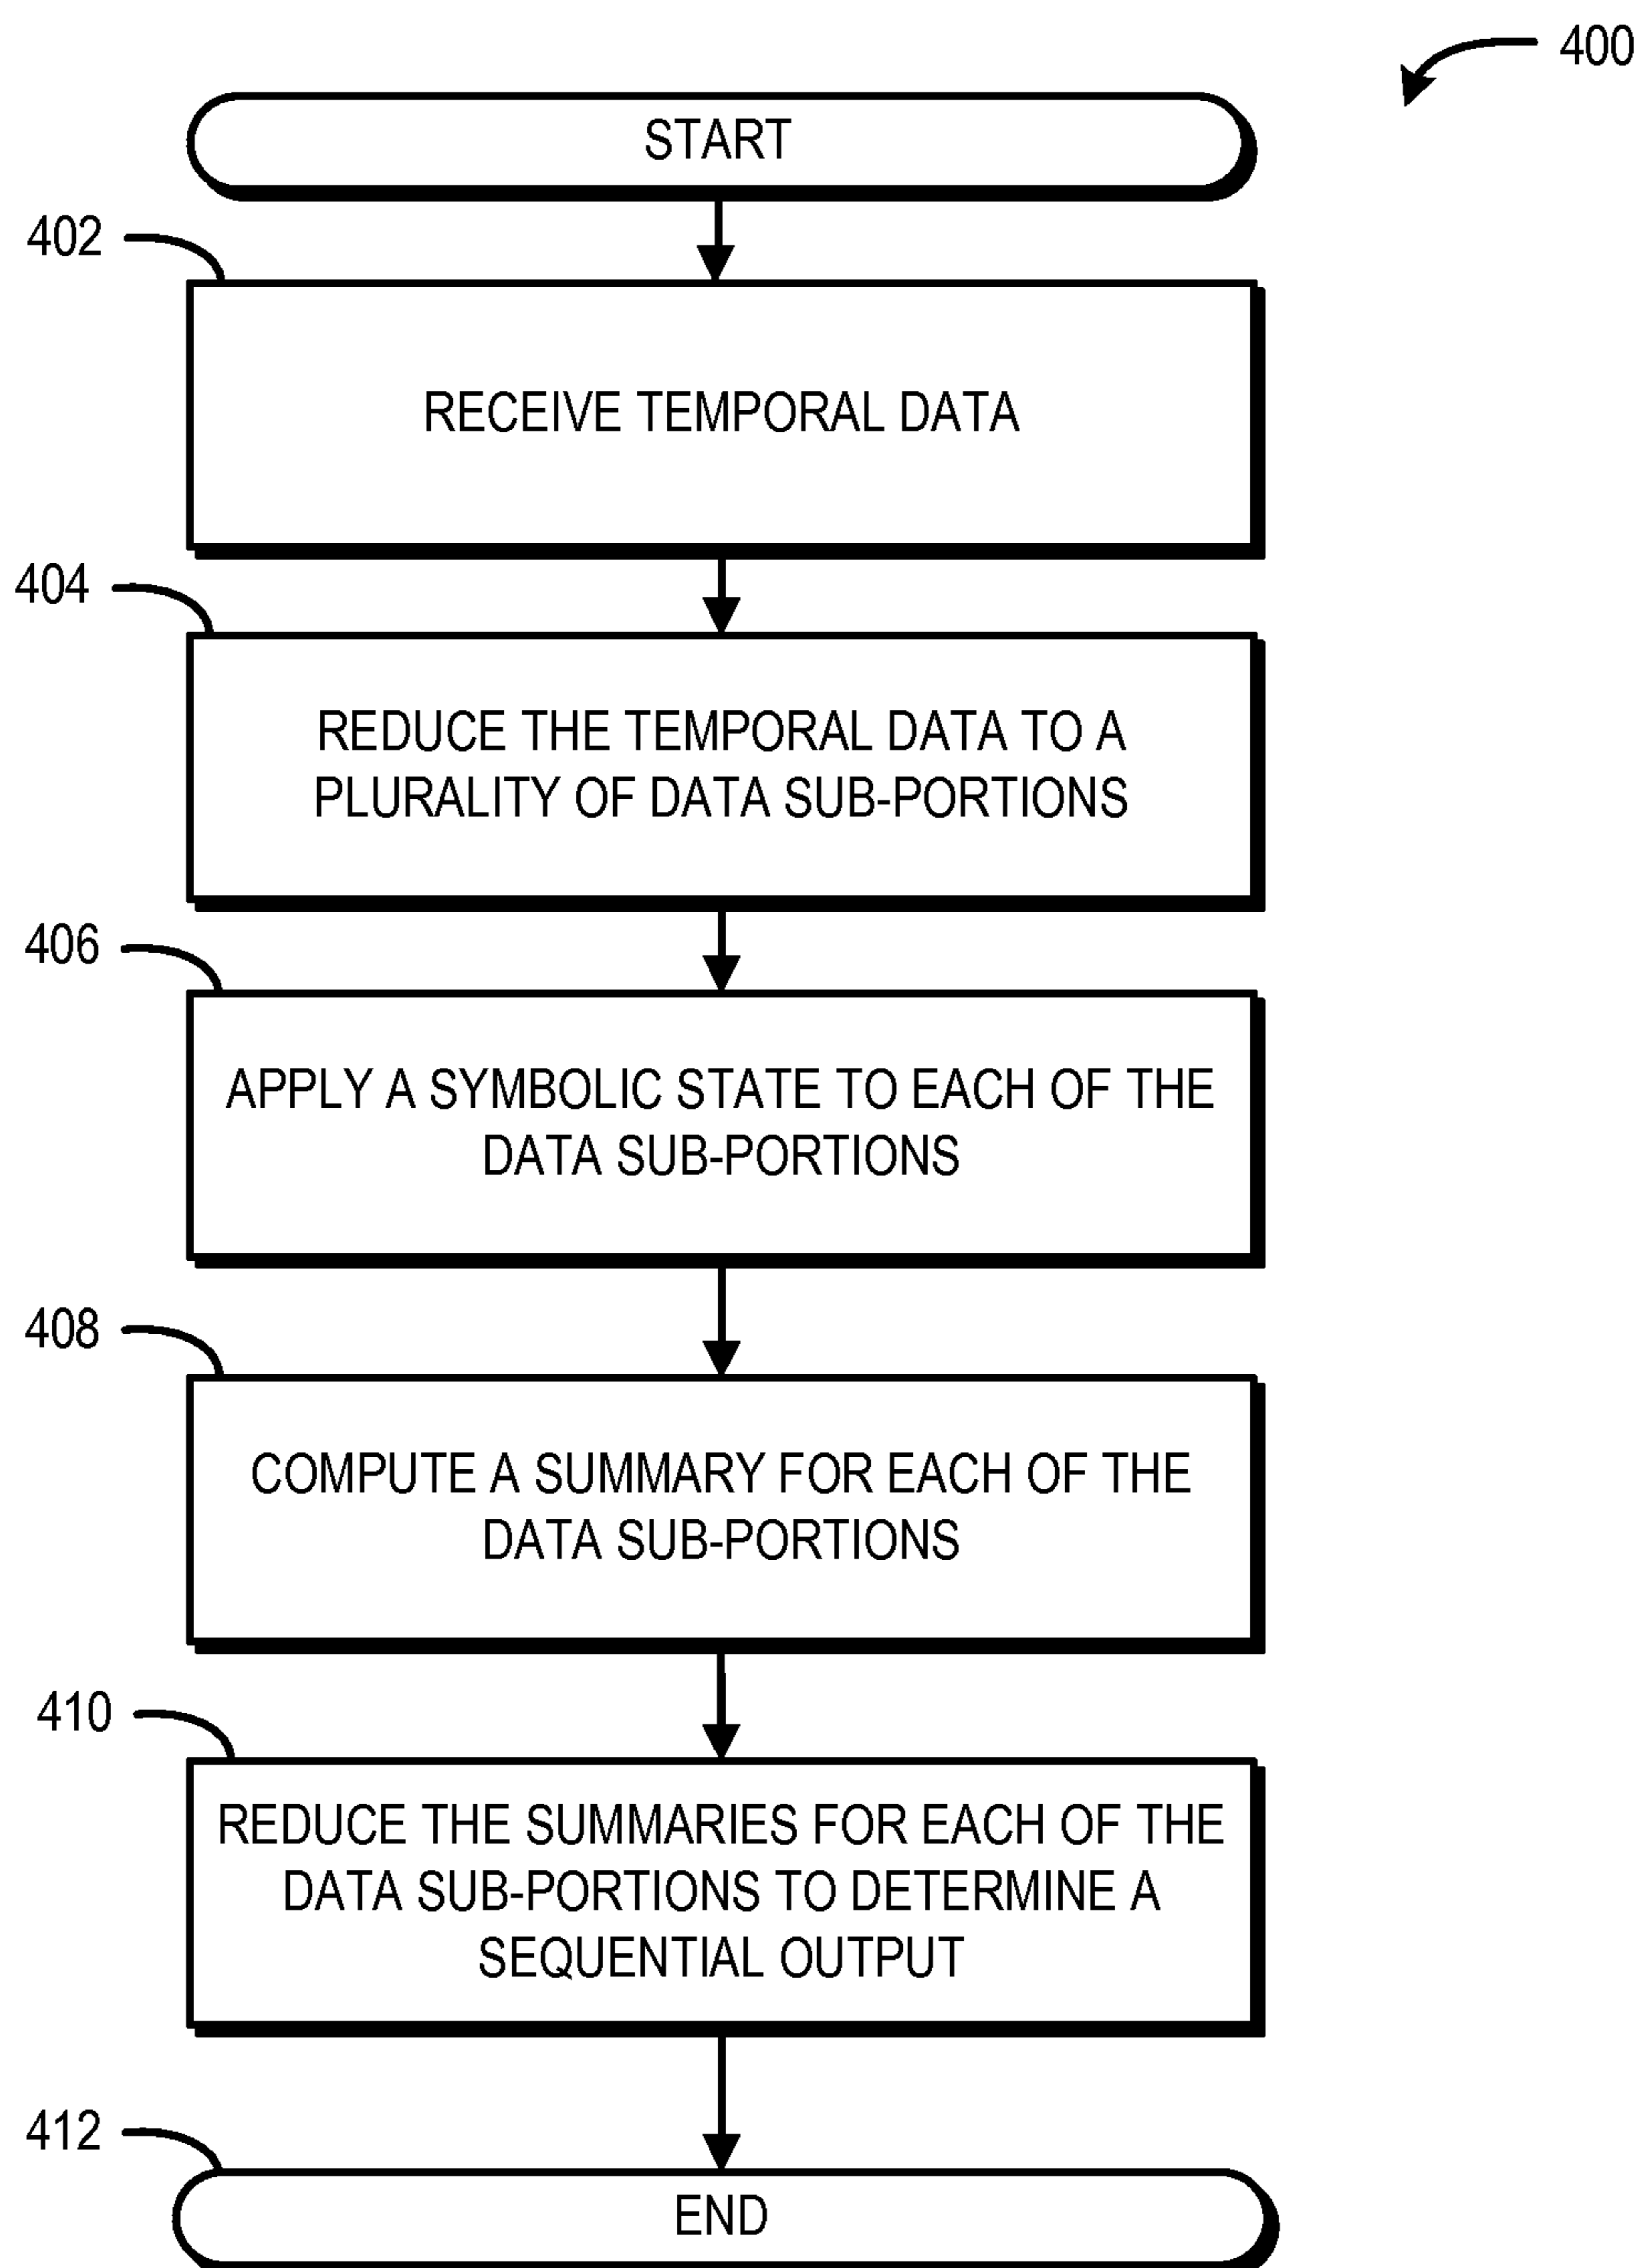 400
START
402
RECEIVE TEMPORAL DATA
404
REDUCE THE TEMPORAL DATA TO A
PLURALITY OF DATA SUB-PORTIONS
406
APPLY A SYMBOLIC STATE TO EACH OF THE
DATA SUB-PORTIONS
408
COMPUTE A SUMMARY FOR EACH OF THE
DATA SUB-PORTIONS
410
REDUCE THE SUMMARIES FOR EACH OF THE
DATA SUB-PORTIONS TO DETERMINE A
SEQUENTIAL OUTPUT
412
END